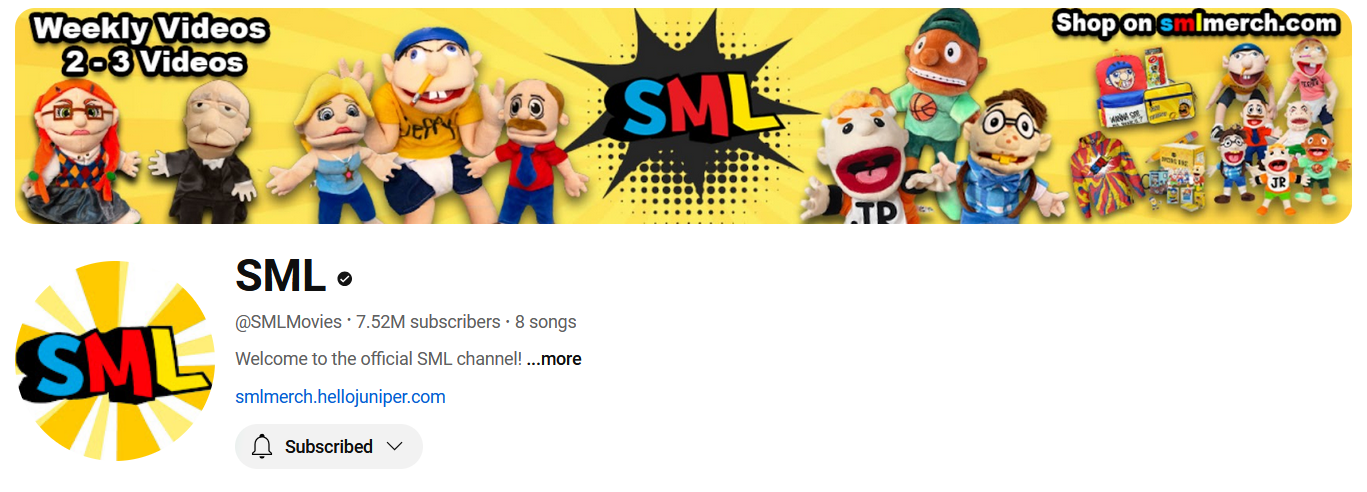 Weekly Videos
2 - 3 Videos
Shop on smlmerch.com
Jeffy
SML
JR
JR
SML
SML
@SMLMovies · 7.52M subscribers · 8 songs
Welcome to the official SML channel! ...more
smlmerch.hellojuniper.com
Subscribed